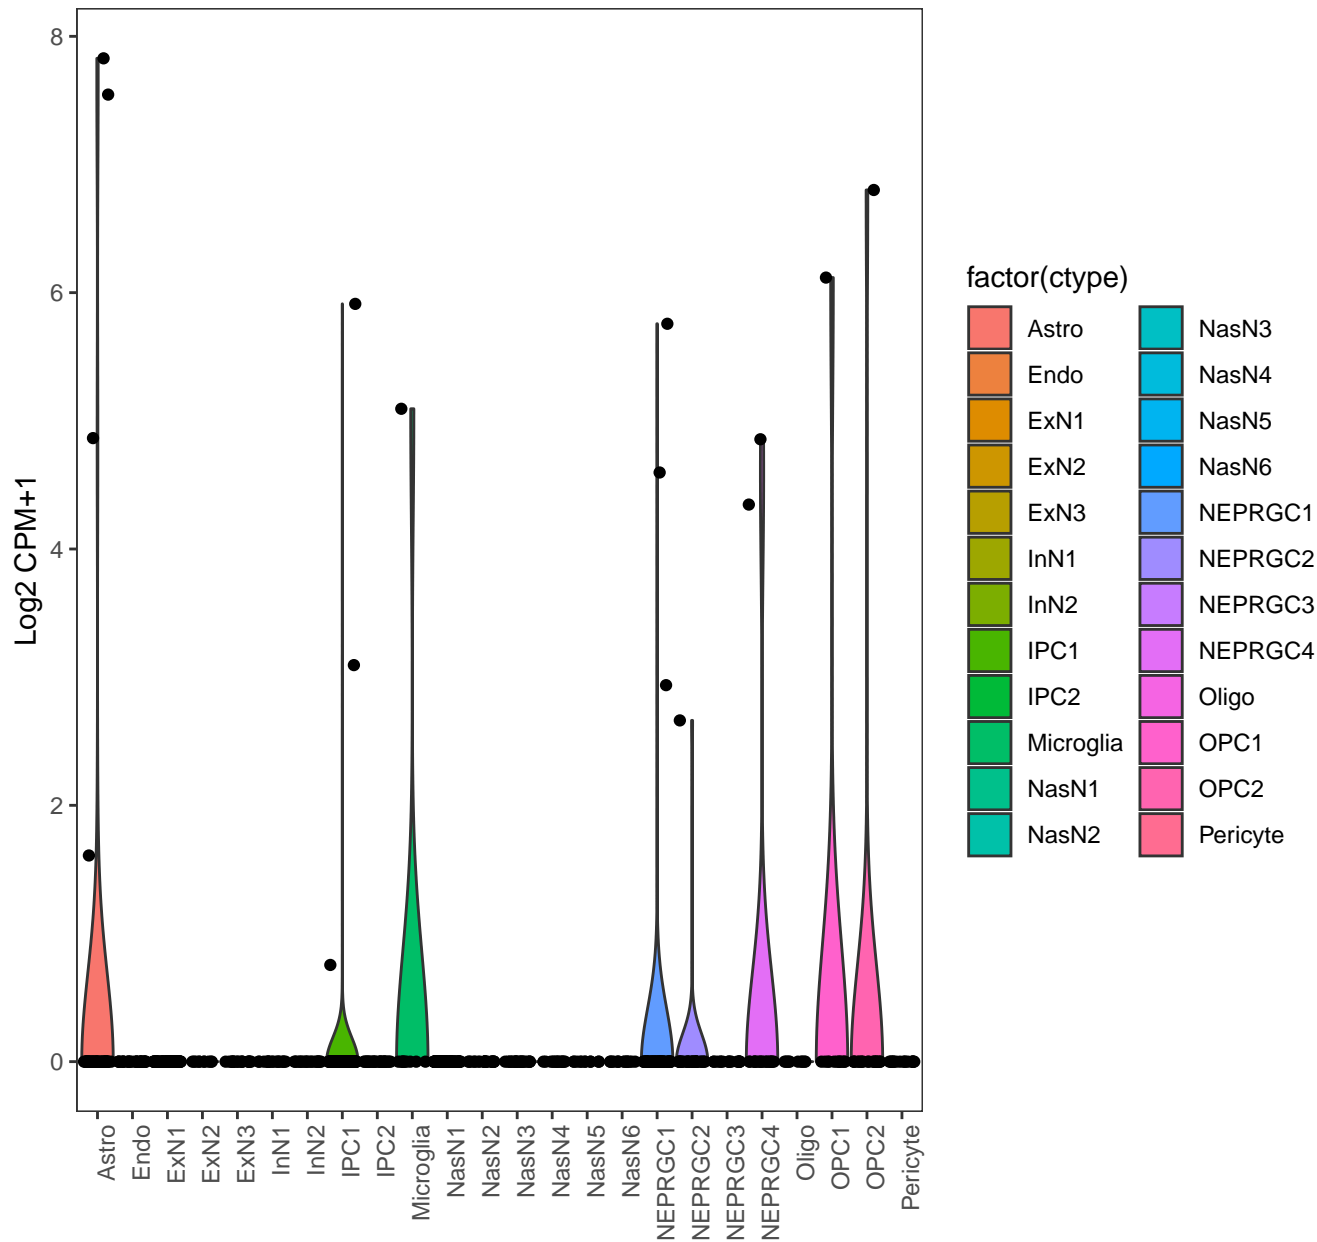 8
6
4
2
0
Log2 CPM+1
Astro
Endo
ExN1
ExN2
ExN3
InN1
InN2
IPC1
IPC2
Microglia
NasN1
NasN2
NasN3
NasN4
NasN5
NasN6
NEPRGC1
NEPRGC2
NEPRGC3
NEPRGC4
Oligo
OPC1
OPC2
Pericyte
factor(ctype)
Astro
Endo
ExN1
ExN2
ExN3
InN1
InN2
IPC1
IPC2
Microglia
NasN1
NasN2
NasN3
NasN4
NasN5
NasN6
NEPRGC1
NEPRGC2
NEPRGC3
NEPRGC4
Oligo
OPC1
OPC2
Pericyte